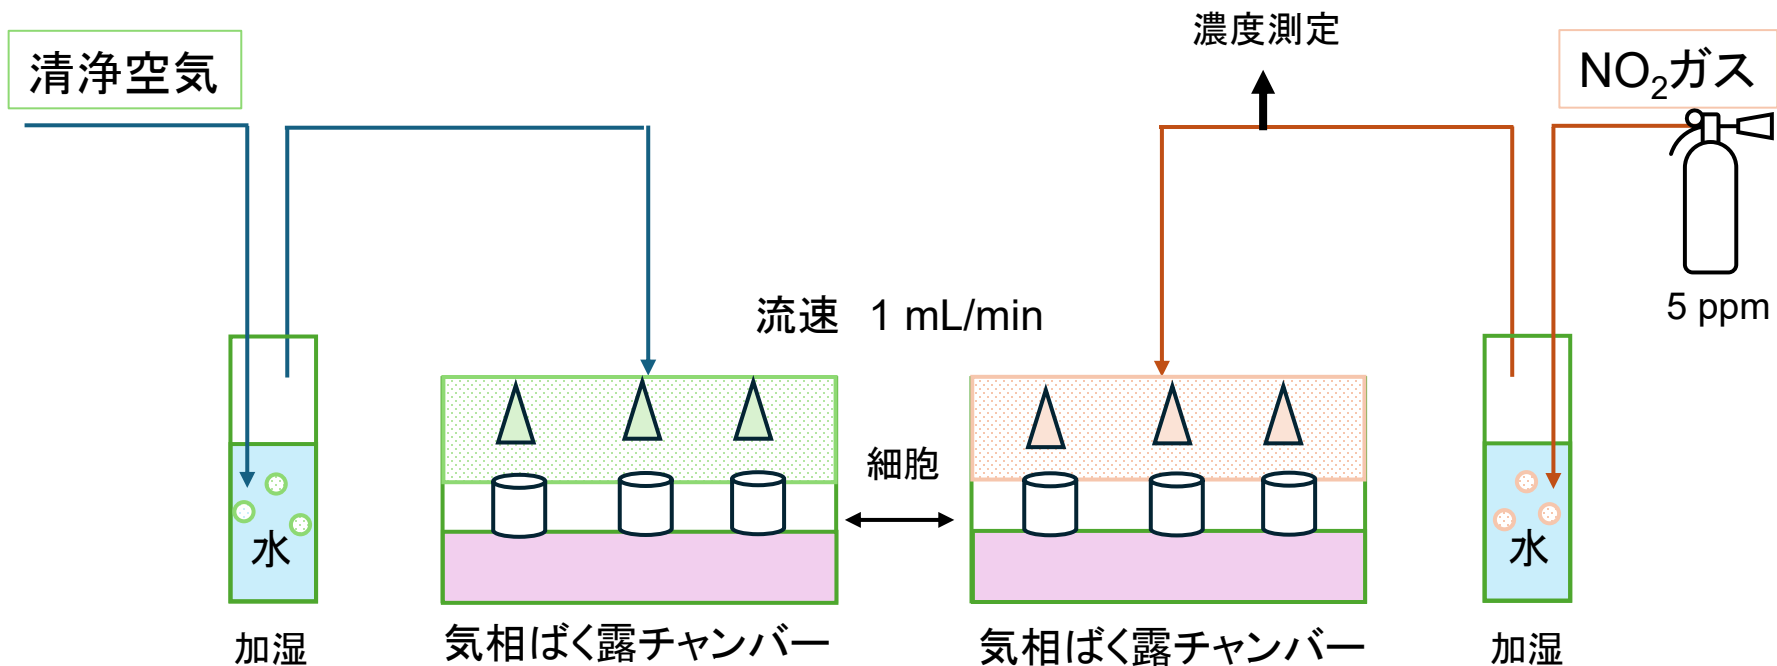 濃度測定
清浄空気
NO₂ガス
流速　1 mL/min
5 ppm
細胞
水
水
加湿
気相ばく露チャンバー
気相ばく露チャンバー
加湿